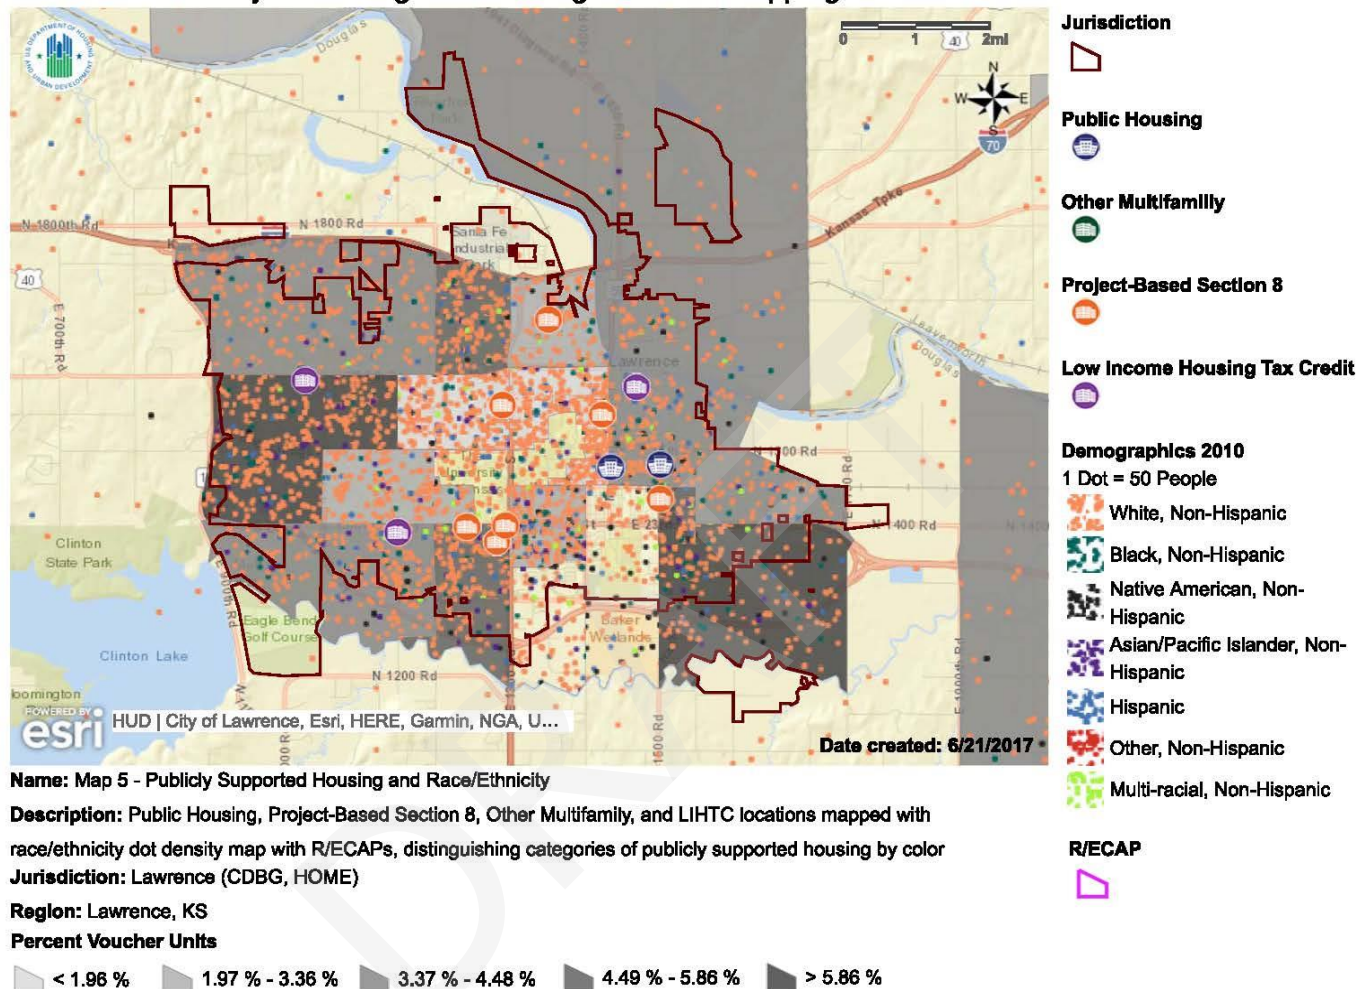 0 1 2mi
40
N
W E
S
70
Douglas
Kansas Tpke
N 1800th Rd
N 1800 Rd
Santa Fe
Industrial
Park
40
E 700th Rd
Leavenworth
Douglas
Lawrence
E 23rd
N 1400 Rd
N 1400
Clinton
State Park
E 900th Rd
Eagle Bend
Golf Course
Baker
Wetlands
Clinton Lake
N 1200 Rd
loomington
1500 Rd
E 1900th Rd
POWERED BY
esri
HUD | City of Lawrence, Esri, HERE, Garmin, NGA, U...
Date created: 6/21/2017
Jurisdiction
Public Housing
Other Multifamily
Project-Based Section 8
Low Income Housing Tax Credit
Demographics 2010
1 Dot = 50 People
White, Non-Hispanic
Black, Non-Hispanic
Native American, Non-
Hispanic
Asian/Pacific Islander, Non-
Hispanic
Hispanic
Other, Non-Hispanic
Multi-racial, Non-Hispanic
R/ECAP
Name: Map 5 - Publicly Supported Housing and Race/Ethnicity
Description: Public Housing, Project-Based Section 8, Other Multifamily, and LIHTC locations mapped with
race/ethnicity dot density map with R/ECAPs, distinguishing categories of publicly supported housing by color
Jurisdiction: Lawrence (CDBG, HOME)
Region: Lawrence, KS
Percent Voucher Units
< 1.96 % 1.97 % - 3.36 % 3.37 % - 4.48 % 4.49 % - 5.86 % > 5.86 %